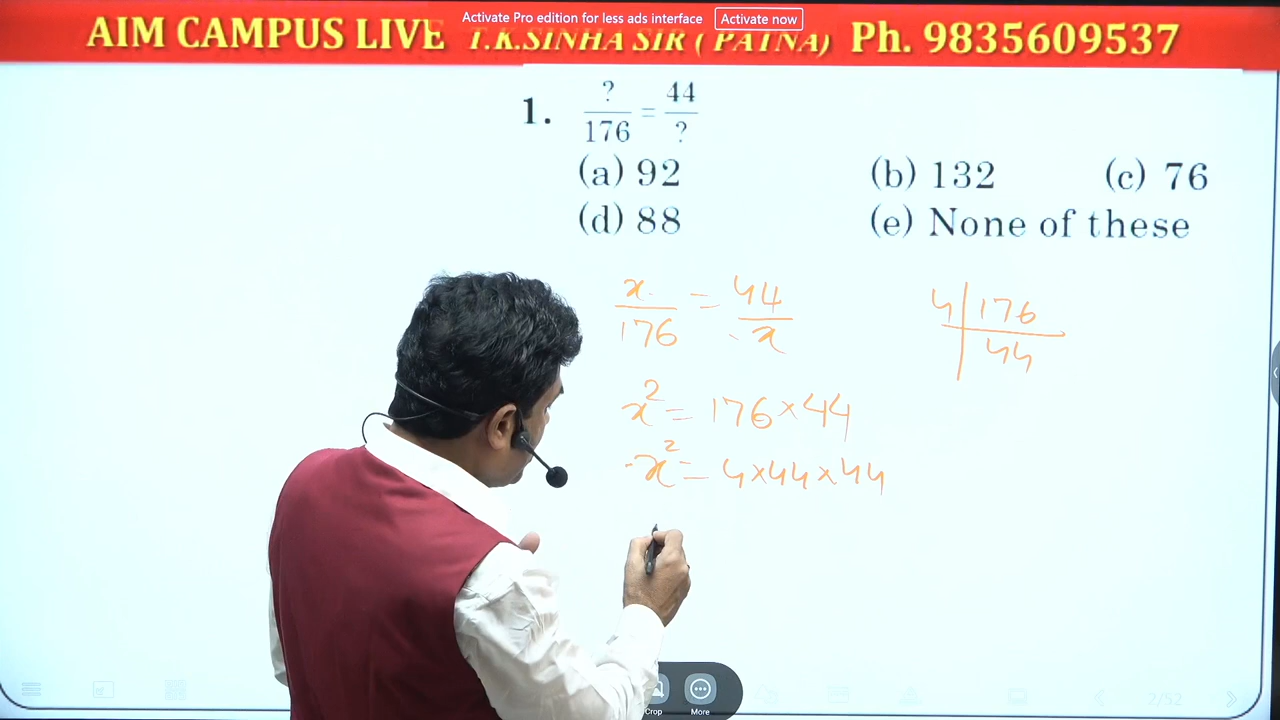 Activate Pro edition for less ads interface Activate now
AIM CAMPUS LIVE T.K.SINHA SIR ( PATNA) Ph. 9835609537
1. ?/176 = 44/?
(a) 92 (b) 132 (c) 76
(d) 88 (e) None of these
x/176 = 44/x
4 | 176
44
x² = 176×44
x² = 4×44×44
Crop More
2/52